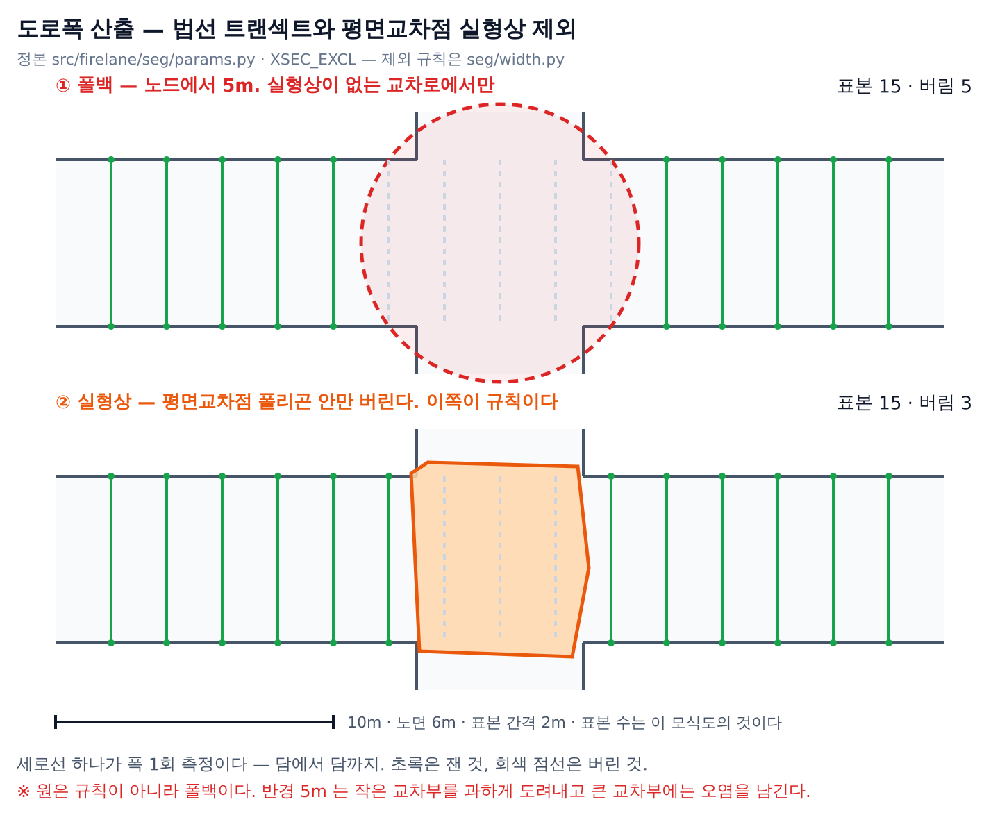 도로폭 산출 — 법선 트랜섹트와 평면교차점 실형상 제외
정본 src/firelane/seg/params.py · XSEC_EXCL — 제외 규칙은 seg/width.py
① 폴백 — 노드에서 5m. 실형상이 없는 교차로에서만
표본 15 · 버림 5
② 실형상 — 평면교차점 폴리곤 안만 버린다. 이쪽이 규칙이다
표본 15 · 버림 3
10m · 노면 6m · 표본 간격 2m · 표본 수는 이 모식도의 것이다
세로선 하나가 폭 1회 측정이다 — 담에서 담까지. 초록은 잰 것, 회색 점선은 버린 것.
※ 원은 규칙이 아니라 폴백이다. 반경 5m 는 작은 교차부를 과하게 도려내고 큰 교차부에는 오염을 남긴다.